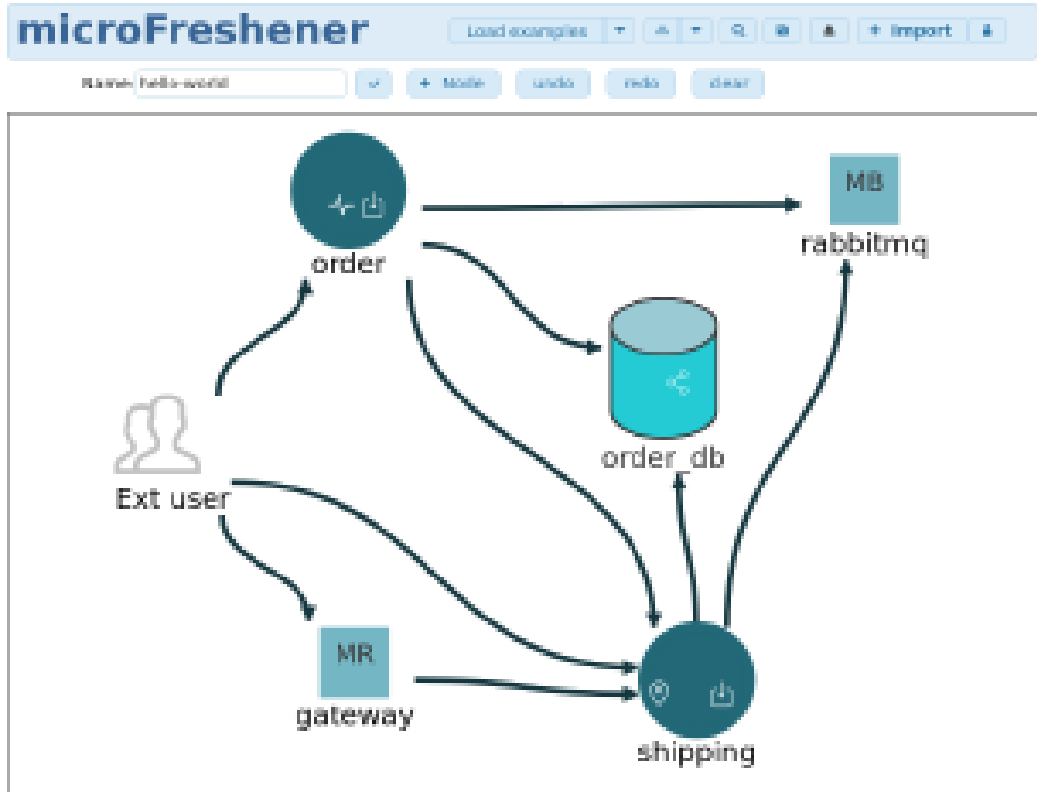 microFreshener
Load examples
+ Import
Name hello-world
+ Node
undo
redo
clear
MB
rabbitmq
order
order_db
Ext user
MR
gateway
shipping